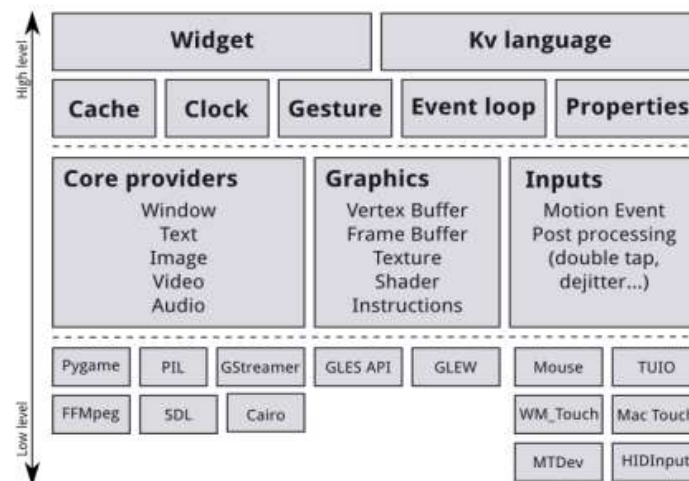 High level
Widget
Kv language
Cache
Clock
Gesture
Event loop
Properties
Core providers
Window
Text
Image
Video
Audio
Graphics
Vertex Buffer
Frame Buffer
Texture
Shader
Instructions
Inputs
Motion Event
Post processing
(double tap,
dejitter...)
Pygame
PIL
GStreamer
GLES API
GLEW
Mouse
TUIO
FFMpeg
SDL
Cairo
WM_Touch
Mac Touch
MTDev
HIDInput
Low level